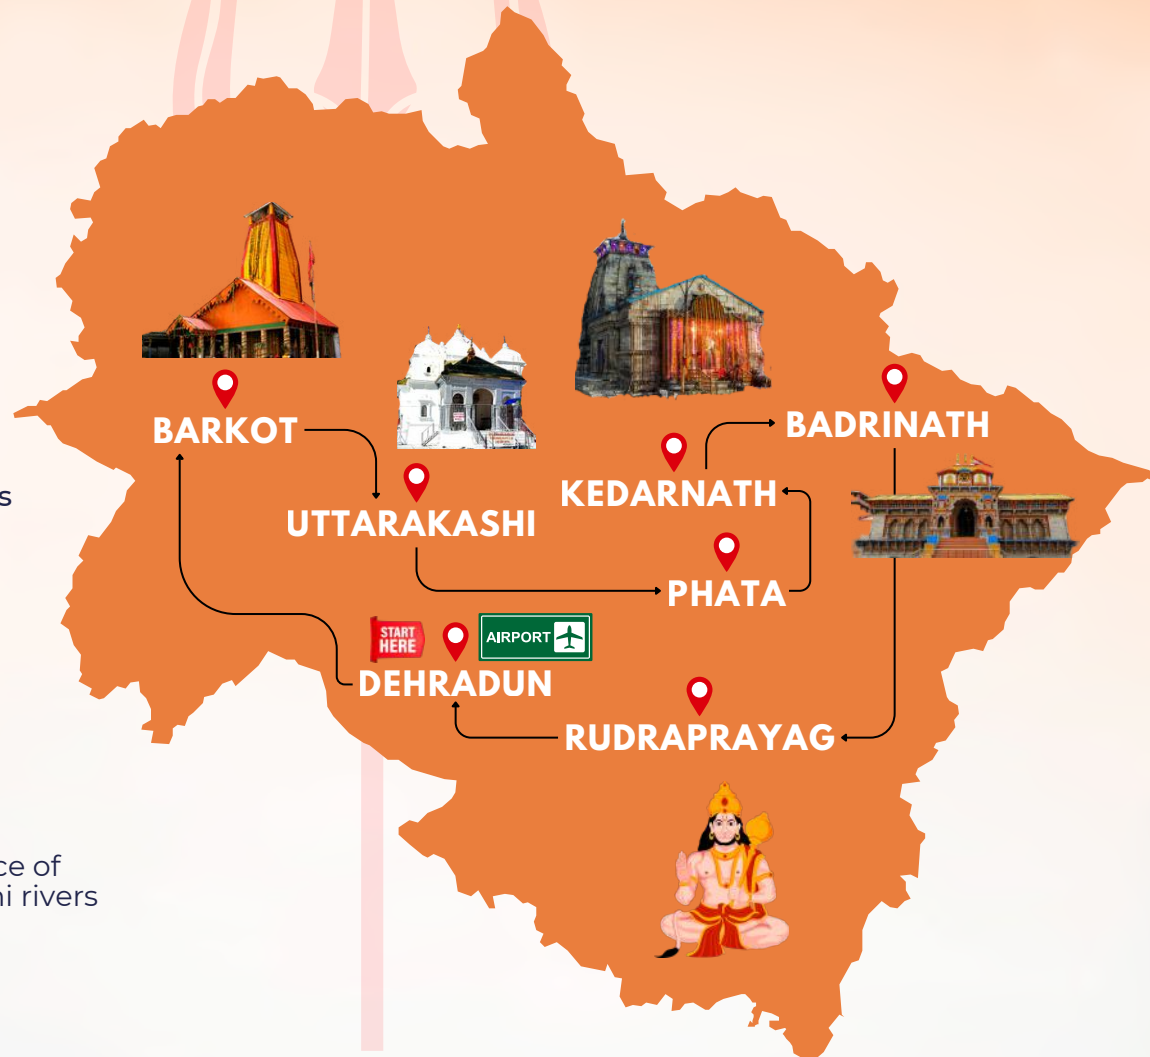 BARKOT
BADRINATH
KEDARNATH
s
UTTARAKASHI
PHATA
START
HERE
AIRPORT
DEHRADUN
RUDRAPRAYAG
ce of
ni rivers